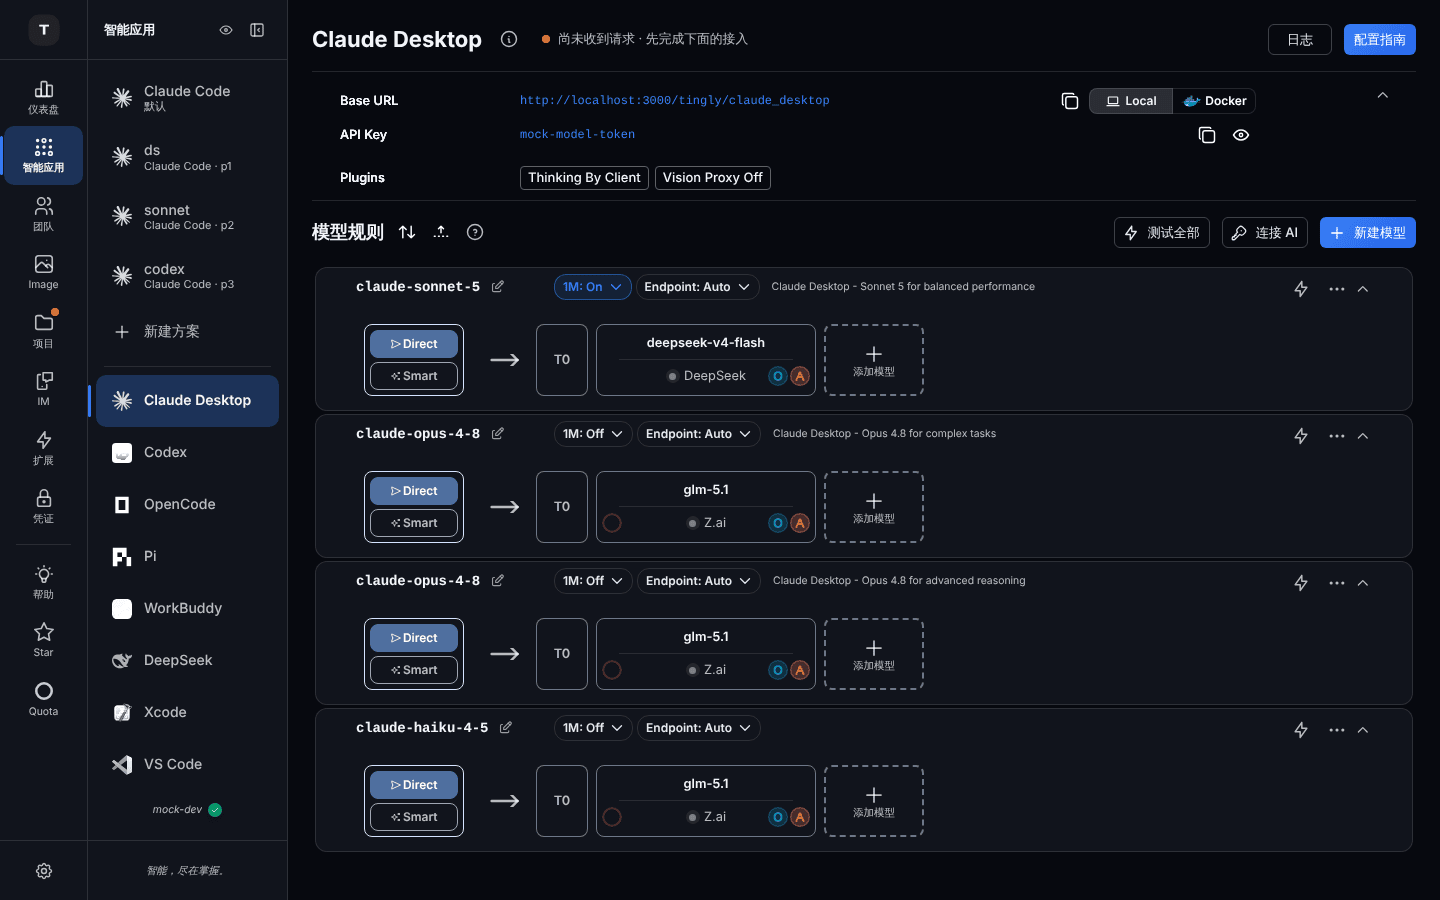 T
仪表盘
智能应用
团队
Image
项目
IM
扩展
凭证
帮助
Star
Quota
智能应用
Claude Code
默认
ds
Claude Code · p1
sonnet
Claude Code · p2
codex
Claude Code · p3
新建方案
Claude Desktop
Codex
OpenCode
Pi
WorkBuddy
DeepSeek
Xcode
VS Code
mock-dev
智能，尽在掌握。
Claude Desktop
尚未收到请求 · 先完成下面的接入
日志
配置指南
Base URL
http://localhost:3000/tingly/claude_desktop
Local
Docker
API Key
mock-model-token
Plugins
Thinking By Client
Vision Proxy Off
模型规则
测试全部
连接 AI
新建模型
claude-sonnet-5
1M: On
Endpoint: Auto
Claude Desktop - Sonnet 5 for balanced performance
Direct
Smart
T0
deepseek-v4-flash
DeepSeek
O
A
添加模型
claude-opus-4-8
1M: Off
Endpoint: Auto
Claude Desktop - Opus 4.8 for complex tasks
Direct
Smart
T0
glm-5.1
Z.ai
O
A
添加模型
claude-opus-4-8
1M: Off
Endpoint: Auto
Claude Desktop - Opus 4.8 for advanced reasoning
Direct
Smart
T0
glm-5.1
Z.ai
O
A
添加模型
claude-haiku-4-5
1M: Off
Endpoint: Auto
Direct
Smart
T0
glm-5.1
Z.ai
O
A
添加模型